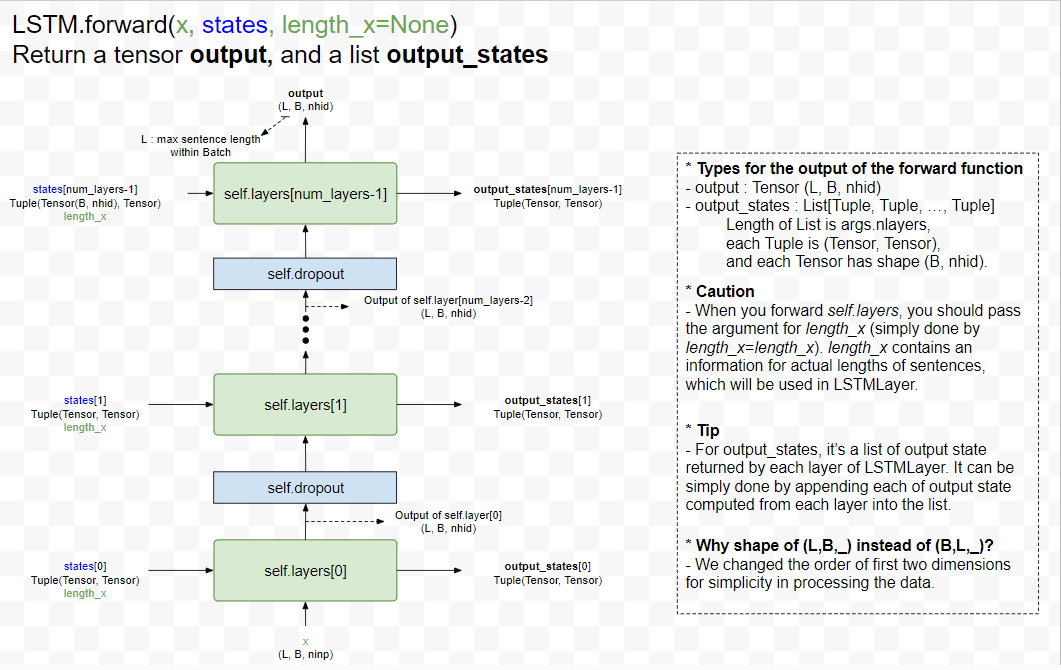 LSTM.forward(x, states, length_x=None)
Return a tensor output, and a list output_states
output
(L, B, nhid)
L : max sentence length
within Batch
states[num_layers-1]
Tuple(Tensor(B, nhid), Tensor)
length_x
self.layers[num_layers-1]
output_states[num_layers-1]
Tuple(Tensor, Tensor)
self.dropout
Output of self.layer[num_layers-2]
(L, B, nhid)
states[1]
Tuple(Tensor, Tensor)
length_x
self.layers[1]
output_states[1]
Tuple(Tensor, Tensor)
self.dropout
Output of self.layer[0]
(L, B, nhid)
states[0]
Tuple(Tensor, Tensor)
length_x
self.layers[0]
output_states[0]
Tuple(Tensor, Tensor)
x
(L, B, ninp)
* Types for the output of the forward function
- output : Tensor (L, B, nhid)
- output_states : List[Tuple, Tuple, …, Tuple]
Length of List is args.nlayers,
each Tuple is (Tensor, Tensor),
and each Tensor has shape (B, nhid).
* Caution
- When you forward self.layers, you should pass
the argument for length_x (simply done by
length_x=length_x). length_x contains an
information for actual lengths of sentences,
which will be used in LSTMLayer.
* Tip
- For output_states, it’s a list of output state
returned by each layer of LSTMLayer. It can be
simply done by appending each of output state
computed from each layer into the list.
* Why shape of (L,B,_) instead of (B,L,_)?
- We changed the order of first two dimensions
for simplicity in processing the data.